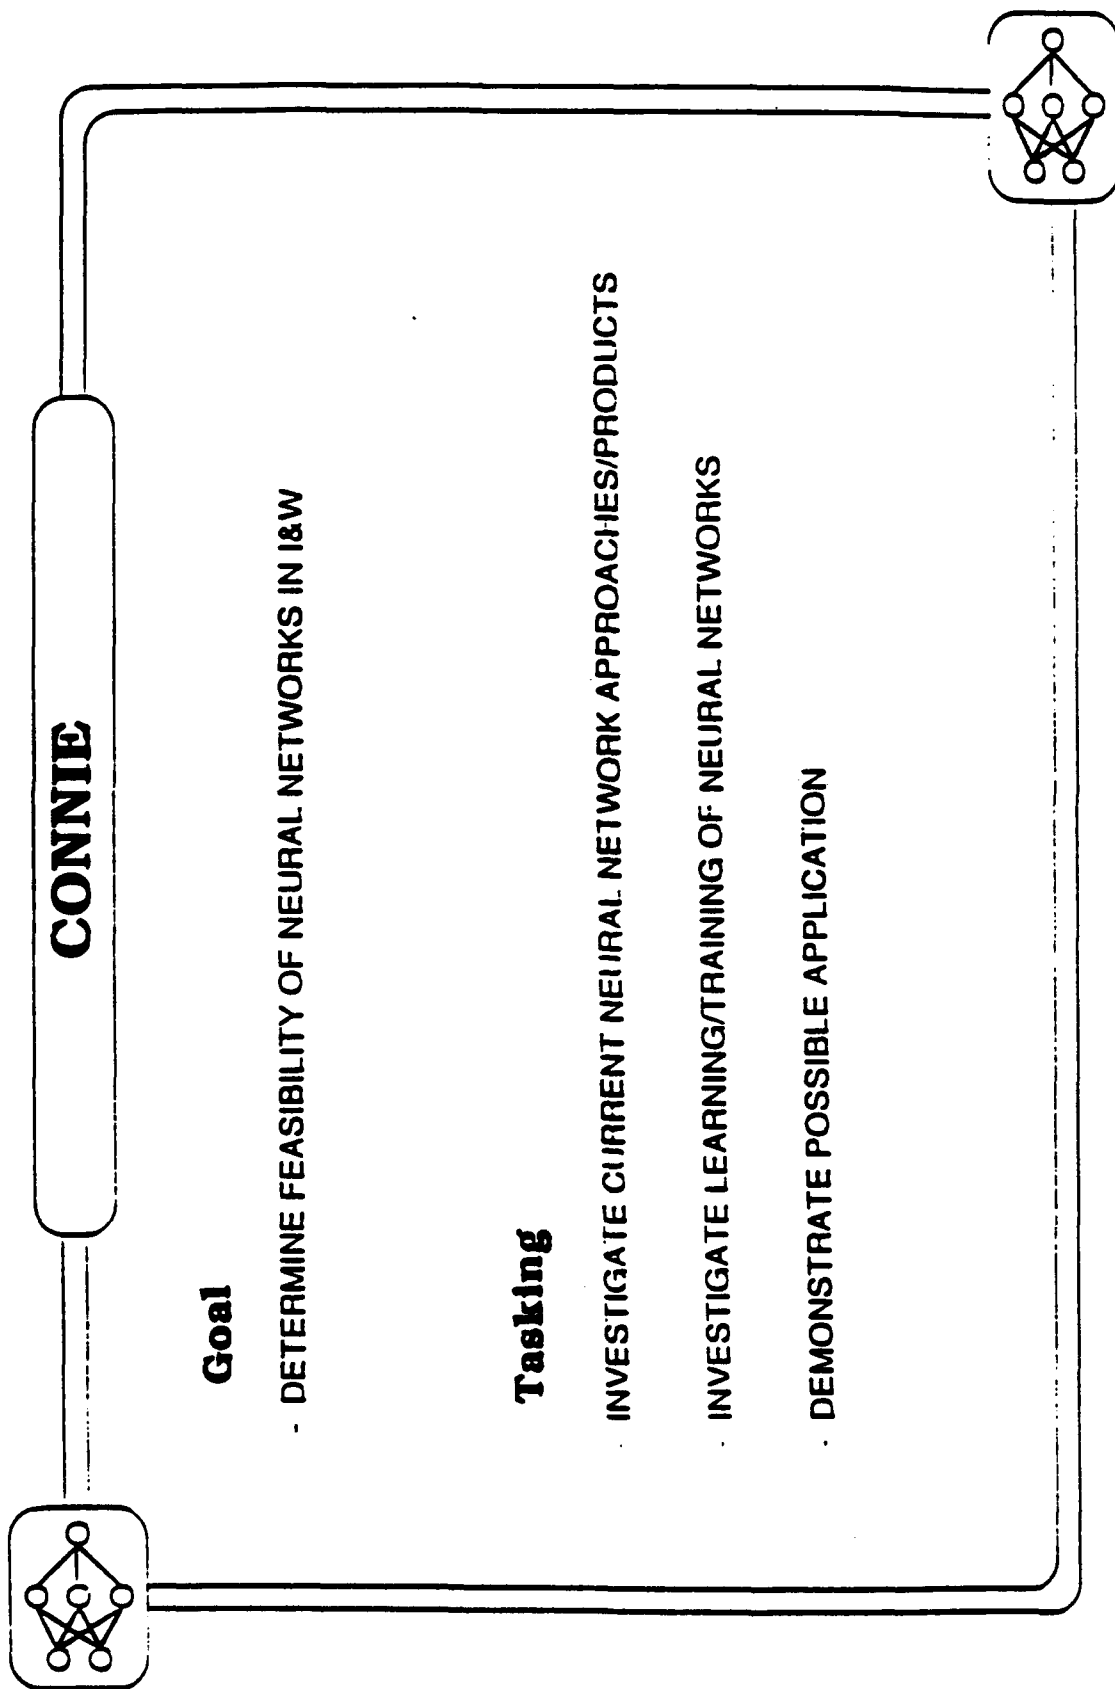 CONNIE
Goal
- DETERMINE FEASIBILITY OF NEURAL NETWORKS IN I&W
Tasking
- INVESTIGATE CURRENT NEURAL NETWORK APPROACHES/PRODUCTS
- INVESTIGATE LEARNING/TRAINING OF NEURAL NETWORKS
- DEMONSTRATE POSSIBLE APPLICATION